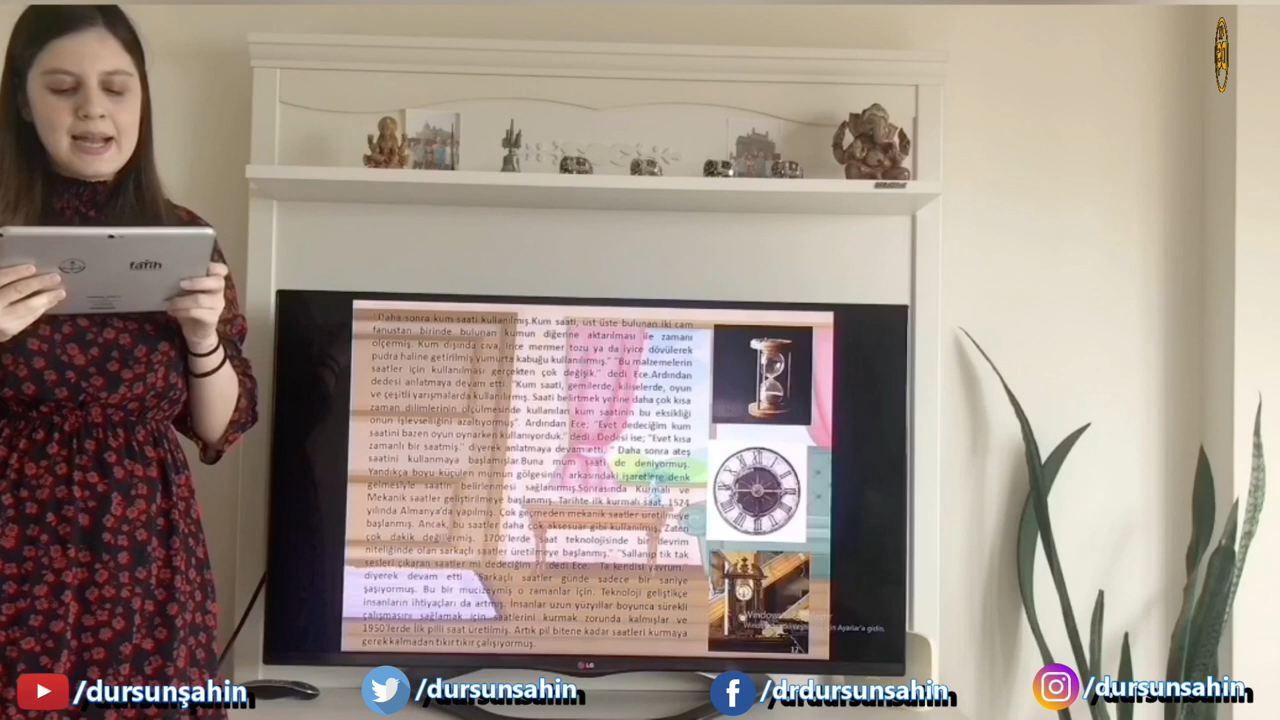 fatih
"Daha sonra kum saati kullanılmış.Kum saati, üst üste bulunan iki cam
fanustan birinde bulunan kumun diğerine aktarılması ile zamanı
ölçermiş. Kum dışında cıva, ince mermer tozu ya da iyice dövülerek
pudra haline getirilmiş yumurta kabuğu kullanılırmış." "Bu malzemelerin
saatler için kullanılması gerçekten çok değişik." dedi Ece.Ardından
dedesi anlatmaya devam etti. "Kum saati, gemilerde, kiliselerde, oyun
ve çeşitli yarışmalarda kullanılırmış. Saati belirtmek yerine daha çok kısa
zaman dilimlerinin ölçülmesinde kullanılan kum saatinin bu eksikliği
onun işlevselliğini azaltıyormuş". Ardından Ece; "Evet dedeciğim kum
saatini bazen oyun oynarken kullanıyorduk." dedi . Dedesi ise; "Evet kısa
zamanlı bir saatmiş." diyerek anlatmaya devam etti, " Daha sonra ateş
saatini kullanmaya başlamışlar.Buna mum saati de deniyormuş.
Yandıkça boyu küçülen mumun gölgesinin, arkasındaki işaretlere denk
gelmesiyle saatin belirlenmesi sağlanırmış.Sonrasında Kurmalı ve
Mekanik saatler geliştirilmeye başlanmış. Tarihte ilk kurmalı saat, 1524
yılında Almanya'da yapılmış. Çok geçmeden mekanik saatler üretilmeye
başlanmış. Ancak, bu saatler daha çok aksesuar gibi kullanılmış. Zaten
çok dakik değillermiş. 1700'lerde saat teknolojisinde bir devrim
niteliğinde olan sarkaçlı saatler üretilmeye başlanmış." "Sallanıp tik tak
sesleri çıkaran saatler mi dedeciğim dedi Ece. "Ta kendisi yavrum."
diyerek devam etti "Sarkaçlı saatler günde sadece bir saniye
şaşıyormuş. Bu bir mucizeymiş o zamanlar için. Teknoloji geliştikçe
insanların ihtiyaçları da artmış. İnsanlar uzun yüzyıllar boyunca sürekli
çalışmasını sağlamak için saatlerini kurmak zorunda kalmışlar ve
1950'lerde ilk pilli saat üretilmiş. Artık pil bitene kadar saatleri kurmaya
gerek kalmadan tıkır tıkır çalışıyormuş.
Windows
için Ayarlar'a gidin.
12
LG
/dursunşahin
/dursunsahin
/drdursunsahin
/dursunsahin